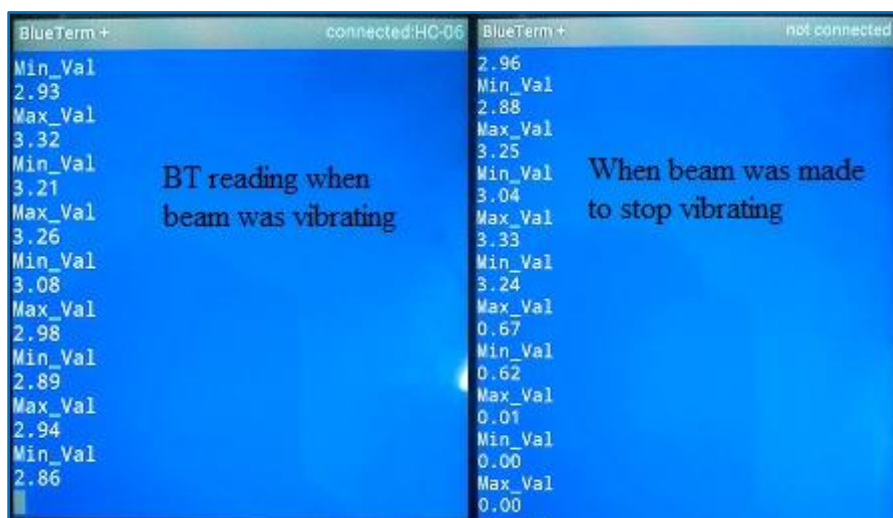 BlueTerm + connected:HC-06
Min_Val
2.93
Max_Val
3.32
Min_Val
3.21
Max_Val
3.26
Min_Val
3.08
Max_Val
2.98
Min_Val
2.89
Max_Val
2.94
Min_Val
2.86
BT reading when
beam was vibrating
BlueTerm + not connected
2.96
Min_Val
2.88
Max_Val
3.25
Min_Val
3.04
Max_Val
3.33
Min_Val
3.24
Max_Val
0.67
Min_Val
0.62
Max_Val
0.01
Min_Val
0.00
Max_Val
0.00
When beam was made
to stop vibrating